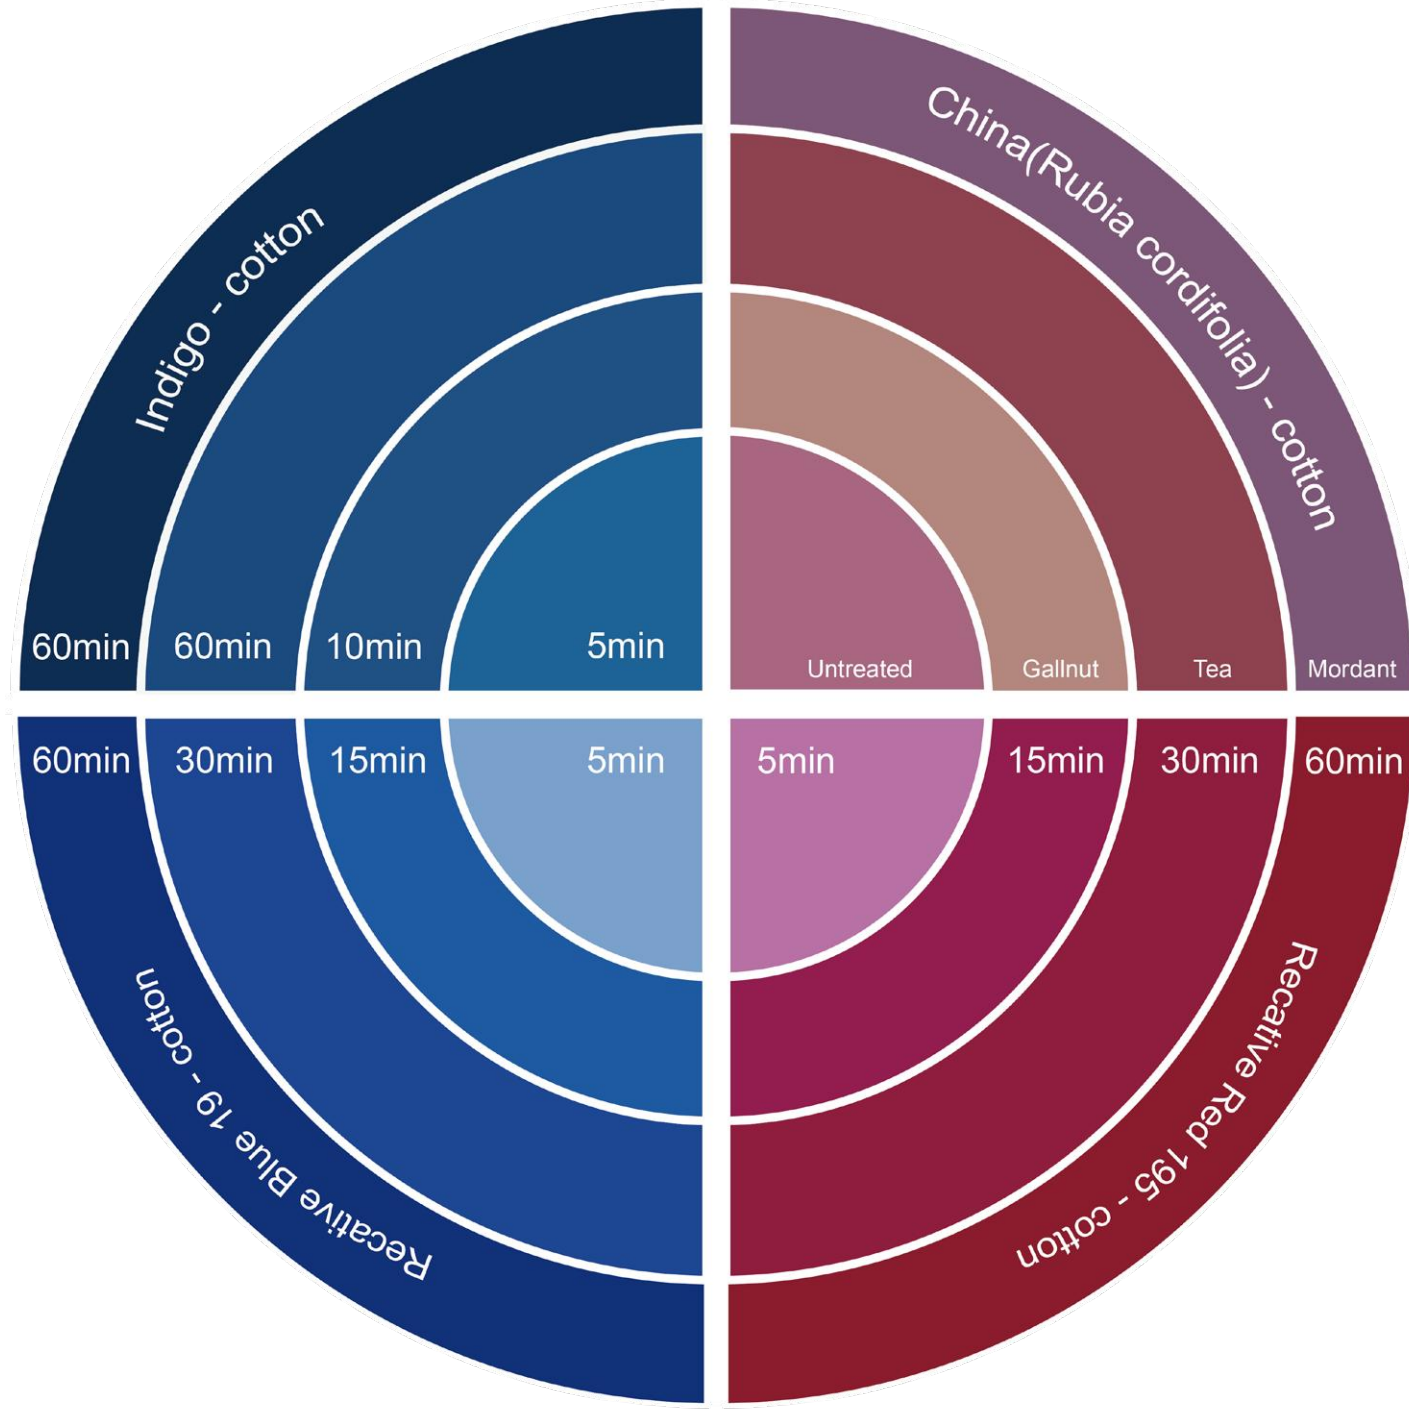 Indigo - cotton
60min
60min
10min
5min
China(Rubia cordifolia) - cotton
Untreated
Gallnut
Tea
Mordant
60min
30min
15min
5min
Recative Blue 19 - cotton
5min
15min
30min
60min
Recative Red 195 - cotton